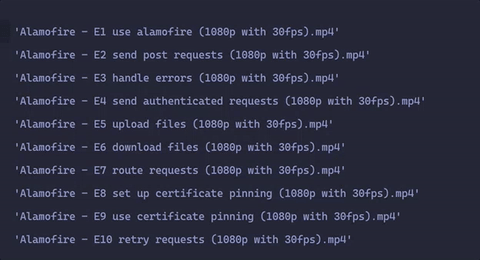 'Alamofire – E1 use alamofire (1080p with 30fps).mp4'
'Alamofire – E2 send post requests (1080p with 30fps).mp4'
'Alamofire – E3 handle errors (1080p with 30fps).mp4'
'Alamofire – E4 send authenticated requests (1080p with 30fps).mp4'
'Alamofire – E5 upload files (1080p with 30fps).mp4'
'Alamofire – E6 download files (1080p with 30fps).mp4'
'Alamofire – E7 route requests (1080p with 30fps).mp4'
'Alamofire – E8 set up certificate pinning (1080p with 30fps).mp4'
'Alamofire – E9 use certificate pinning (1080p with 30fps).mp4'
'Alamofire – E10 retry requests (1080p with 30fps).mp4'